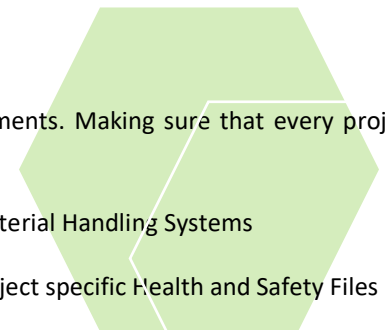 ments. Making sure that every proj
terial Handling Systems
ject specific Health and Safety Files